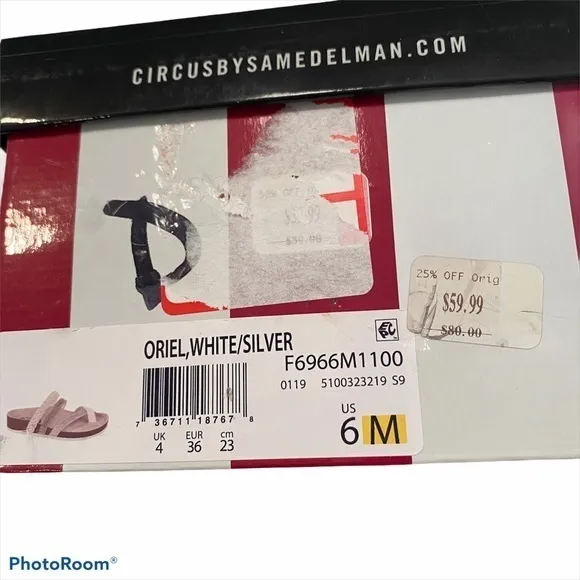 CIRCUSBYSAMEDELMAN.COM
25% OFF Orig
$59.99
$80.00
ORIEL,WHITE/SILVER
F6966M1100
0119 5100323219 S9
7 36711 18767 8
UK EUR cm
4 36 23
US
6 M
PhotoRoom®